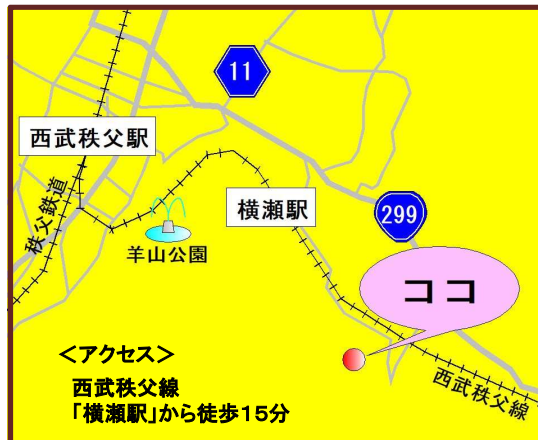 11
西武秩父駅
秩父鉄道
横瀬駅
299
羊山公園
ココ
<アクセス>
西武秩父線
「横瀬駅」から徒歩15分
西武秩父線